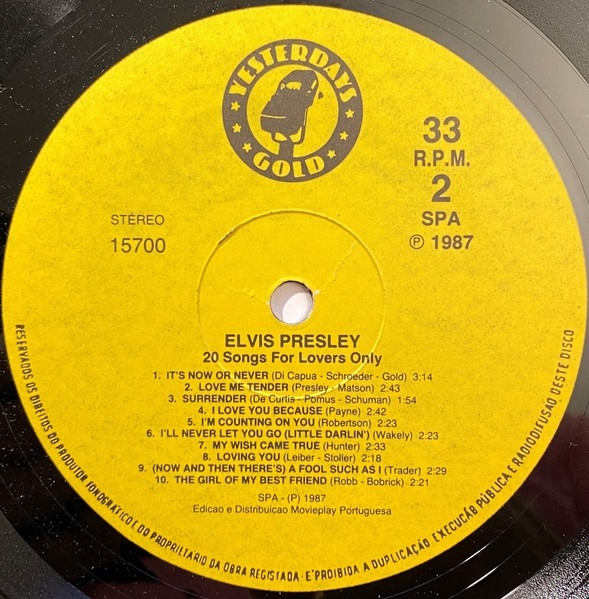 YESTERDAYS
GOLD
33
R.P.M.
2
SPA
Ⓟ 1987
STÉREO
15700
ELVIS PRESLEY
20 Songs For Lovers Only
1. IT'S NOW OR NEVER (Di Capua - Schroeder - Gold) 3:14
2. LOVE ME TENDER (Presley - Matson) 2:43
3. SURRENDER (De Curtis - Pomus - Schuman) 1:54
4. I LOVE YOU BECAUSE (Payne) 2:42
5. I'M COUNTING ON YOU (Robertson) 2:23
6. I'LL NEVER LET YOU GO (LITTLE DARLIN') (Wakely) 2:23
7. MY WISH CAME TRUE (Hunter) 2:33
8. LOVING YOU (Leiber - Stoller) 2:18
9. (NOW AND THEN THERE'S) A FOOL SUCH AS I (Trader) 2:29
10. THE GIRL OF MY BEST FRIEND (Robb - Bobrick) 2:21
SPA - (P) 1987
Edicao e Distribuicao Movieplay Portuguesa
RESERVADOS OS DIREITOS DO PRODUTOR FONOGRÁFICO E DO PROPRIETARIO DA OBRA REGISTADA · E'PROIBIDA A DUPLICAÇÃO EXECUCÃB PÚBLICA E RADIODIFUSAO DESTE DISCO